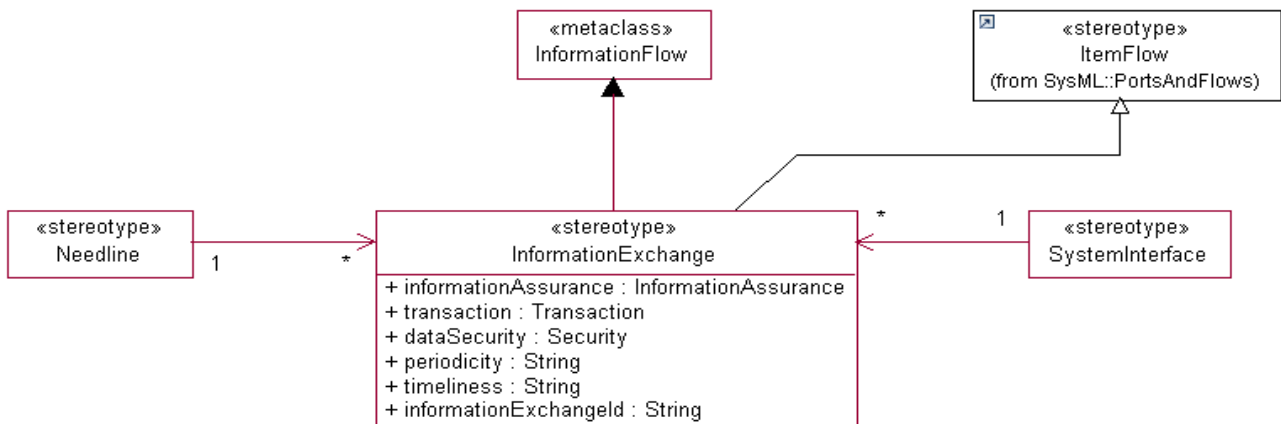 «metaclass»
InformationFlow
«stereotype»
ItemFlow
(from SysML::PortsAndFlows)
«stereotype»
Needline
1
*
«stereotype»
InformationExchange
+ informationAssurance : InformationAssurance
+ transaction : Transaction
+ dataSecurity : Security
+ periodicity : String
+ timeliness : String
+ informationExchangeId : String
*
1
«stereotype»
SystemInterface